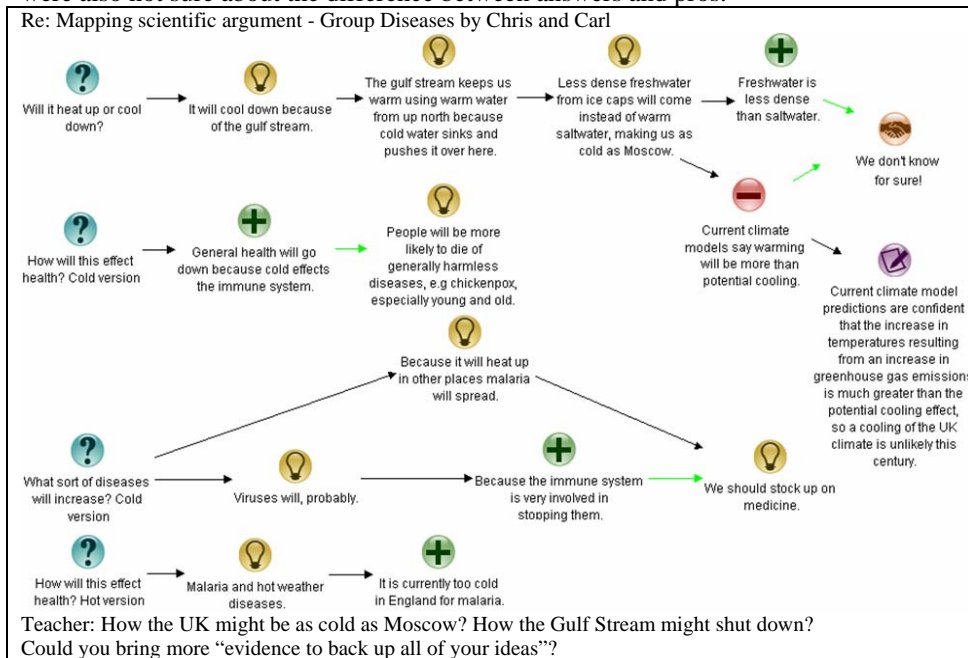 were also not sure about the difference between answers and pros.
Re: Mapping scientific argument - Group Diseases by Chris and Carl
Will it heat up or cool
down?
It will cool down because
of the gulf stream.
The gulf stream keeps us
warm using warm water
from up north because
cold water sinks and
pushes it over here.
Less dense freshwater
from ice caps will come
instead of warm
saltwater, making us as
cold as Moscow.
Freshwater is
less dense
than saltwater.
We don't know
for sure!
Current climate
models say warming
will be more than
potential cooling.
Current climate model
predictions are confident
that the increase in
temperatures resulting
from an increase in
greenhouse gas emissions
is much greater than the
potential cooling effect,
so a cooling of the UK
climate is unlikely this
century.
How will this effect
health? Cold version
General health will go
down because cold effects
the immune system.
People will be more
likely to die of
generally harmless
diseases, e.g chickenpox,
especially young and old.
Because it will heat up
in other places malaria
will spread.
What sort of diseases
will increase? Cold
version
Viruses will, probably.
Because the immune system
is very involved in
stopping them.
We should stock up on
medicine.
How will this effect
health? Hot version
Malaria and hot weather
diseases.
It is currently too cold
in England for malaria.
Teacher: How the UK might be as cold as Moscow? How the Gulf Stream might shut down?
Could you bring more “evidence to back up all of your ideas”?